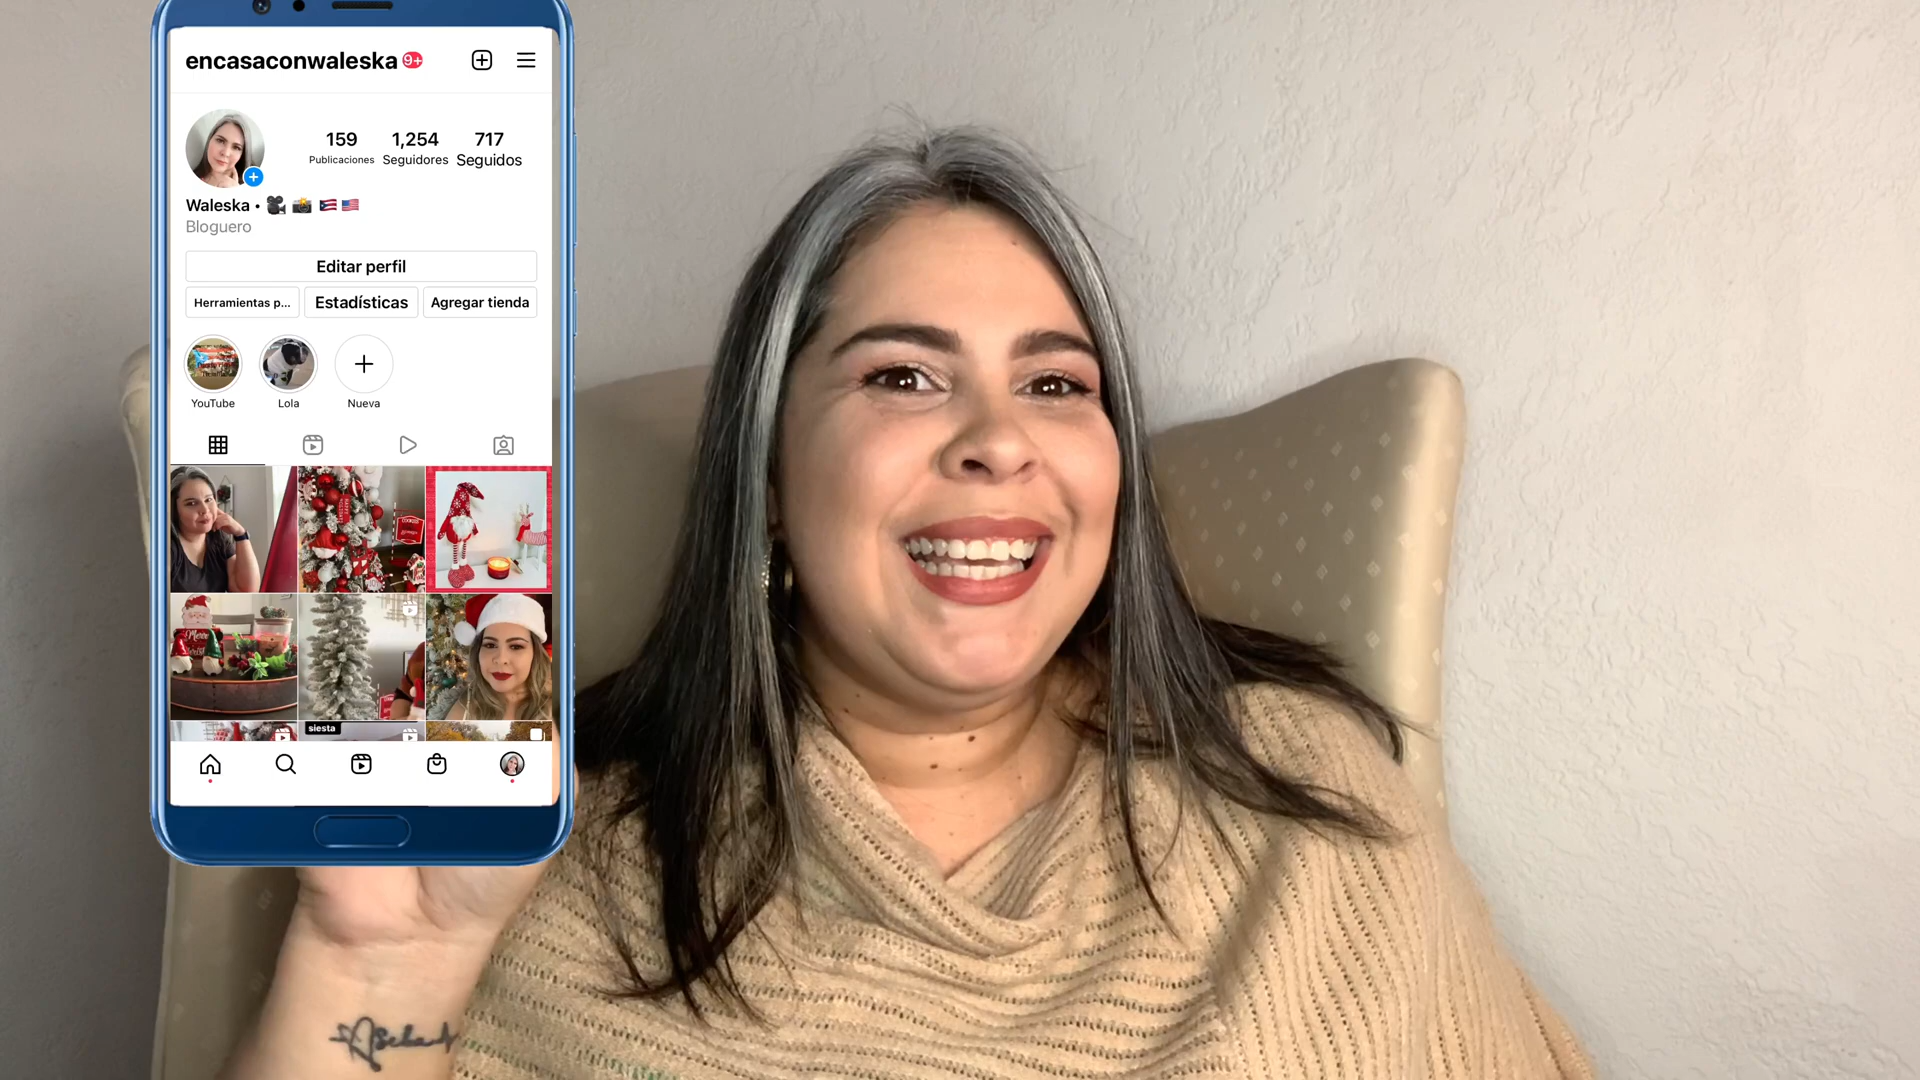 encasaconwaleska 9+
159 1,254 717
Publicaciones Seguidores Seguidos
Waleska •
Bloguero
Editar perfil
Herramientas p... Estadísticas Agregar tienda
YouTube Lola Nueva
siesta